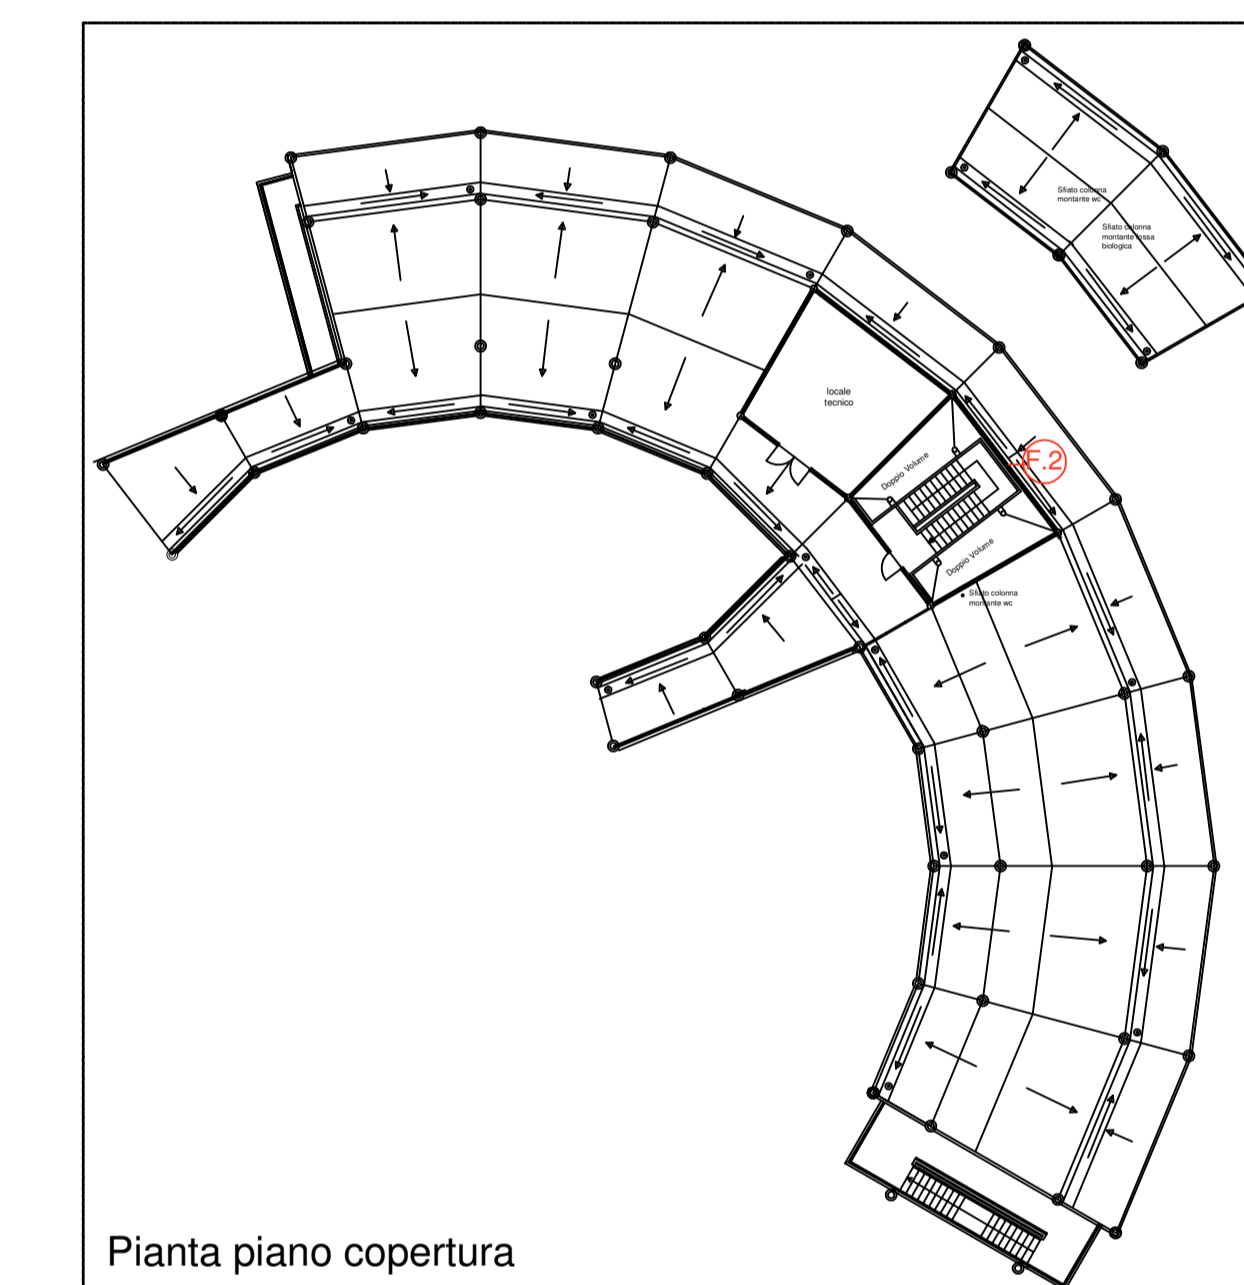 Sfiato colonna
montante wc
Sfiato colonna
montante fossa
biologica
locale
tecnico
Doppio Volume
F.2
Doppio Volume
Sfiato colonna
montante wc
Pianta piano copertura